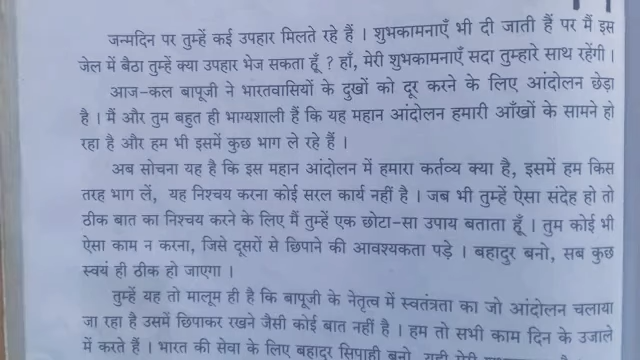 जन्मदिन पर तुम्हें कई उपहार मिलते रहे हैं । शुभकामनाएँ भी दी जाती हैं पर मैं इस
जेल में बैठा तुम्हें क्या उपहार भेज सकता हूँ ? हाँ, मेरी शुभकामनाएँ सदा तुम्हारे साथ रहेंगी ।
आज-कल बापूजी ने भारतवासियों के दुखों को दूर करने के लिए आंदोलन छेड़ा
है । मैं और तुम बहुत ही भाग्यशाली हैं कि यह महान आंदोलन हमारी आँखों के सामने हो
रहा है और हम भी इसमें कुछ भाग ले रहे हैं ।
अब सोचना यह है कि इस महान आंदोलन में हमारा कर्तव्य क्या है, इसमें हम किस
तरह भाग लें, यह निश्चय करना कोई सरल कार्य नहीं है । जब भी तुम्हें ऐसा संदेह हो तो
ठीक बात का निश्चय करने के लिए मैं तुम्हें एक छोटा-सा उपाय बताता हूँ । तुम कोई भी
ऐसा काम न करना, जिसे दूसरों से छिपाने की आवश्यकता पड़े । बहादुर बनो, सब कुछ
स्वयं ही ठीक हो जाएगा ।
तुम्हें यह तो मालूम ही है कि बापूजी के नेतृत्व में स्वतंत्रता का जो आंदोलन चलाया
जा रहा है उसमें छिपाकर रखने जैसी कोई बात नहीं है । हम तो सभी काम दिन के उजाले
में करते हैं । भारत की सेवा के लिए बहादुर सिपाही बनो, यही मेरी